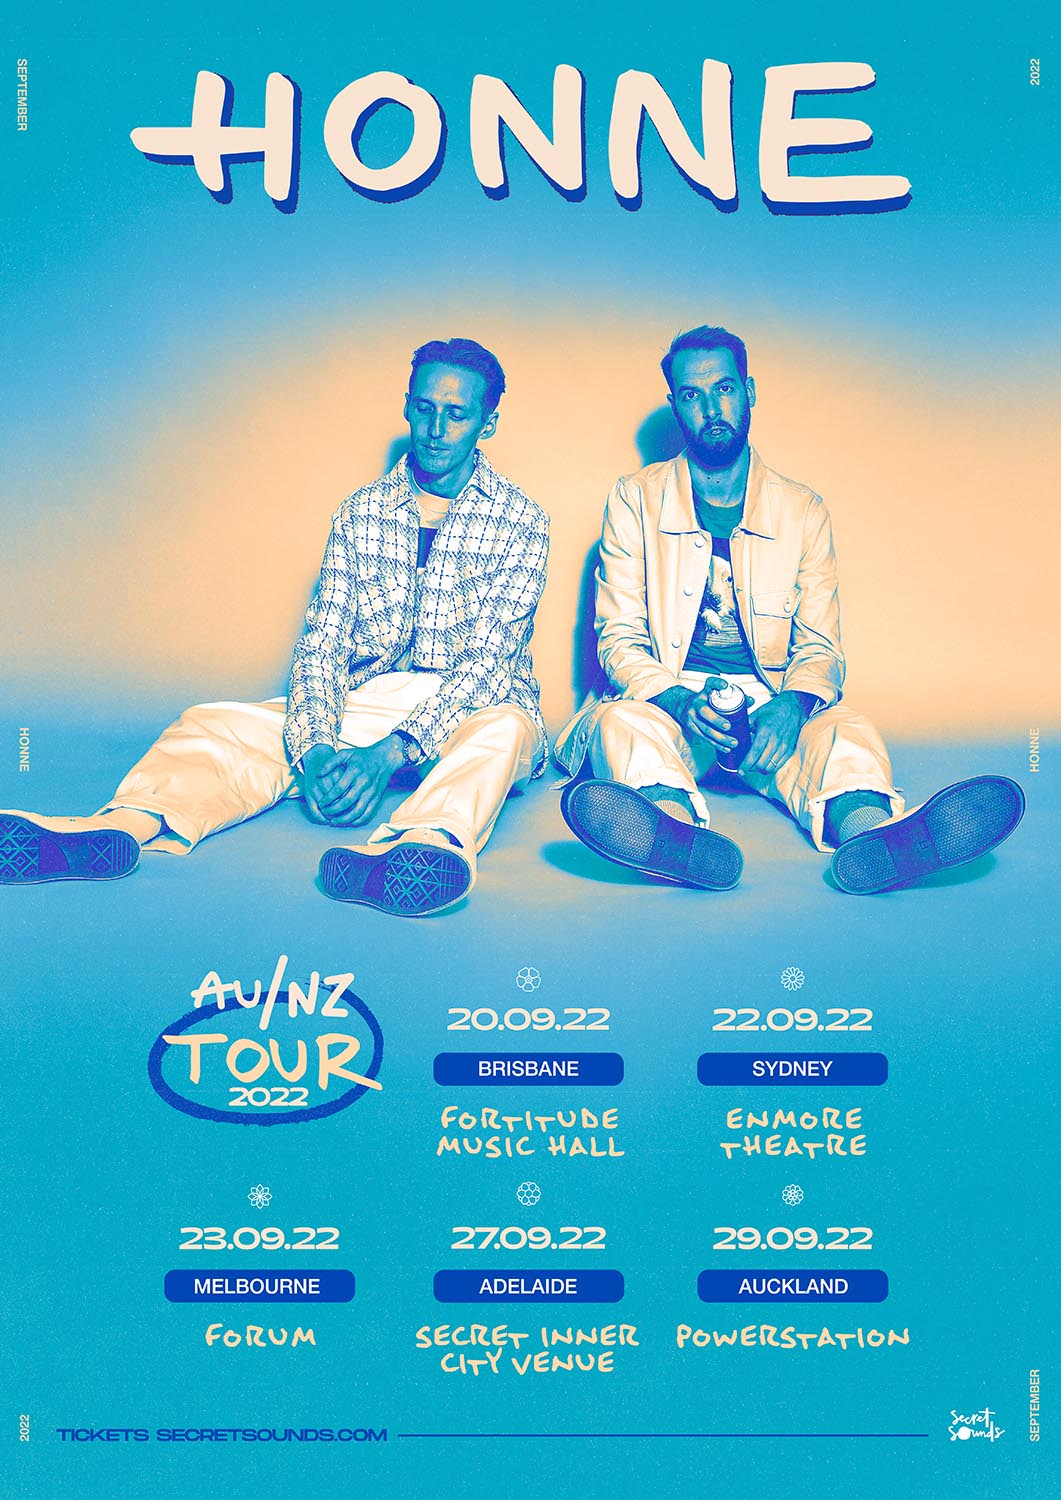 SEPTEMBER
2022
HONNE
HONNE
HONNE
AU/NZ
TOUR
2022
20.09.22
BRISBANE
FORTITUDE
MUSIC HALL
22.09.22
SYDNEY
ENMORE
THEATRE
23.09.22
MELBOURNE
FORUM
27.09.22
ADELAIDE
SECRET INNER
CITY VENUE
29.09.22
AUCKLAND
POWERSTATION
2022
TICKETS SECRETSOUNDS.COM
Secret
Sounds
SEPTEMBER